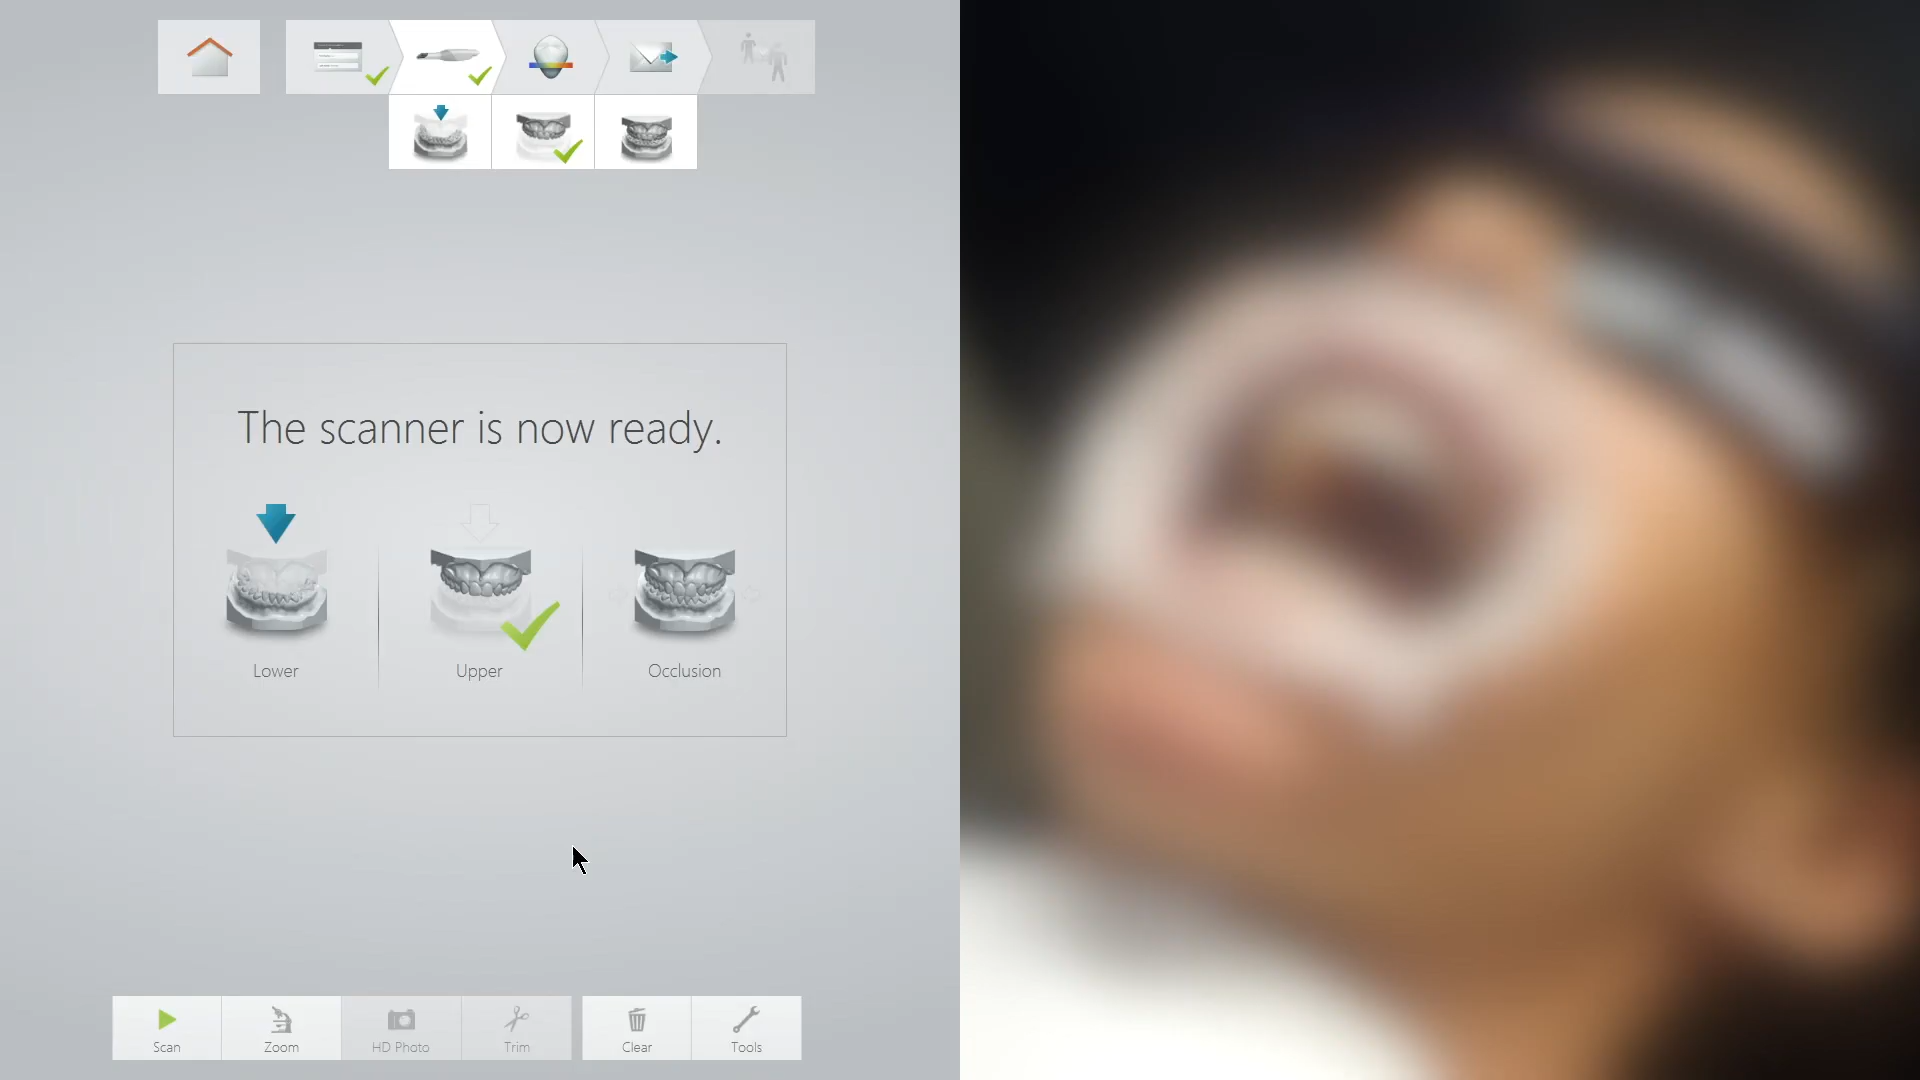 The scanner is now ready.
Lower
Upper
Occlusion
Scan
Zoom
HD Photo
Trim
Clear
Tools